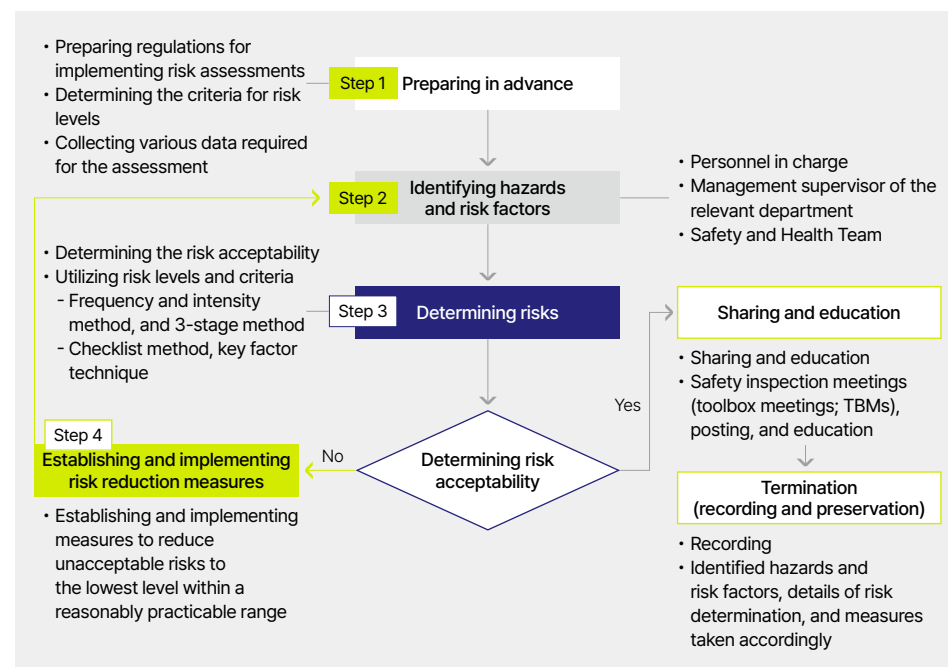 · Preparing regulations for
implementing risk assessments
· Determining the criteria for risk
levels
· Collecting various data required
for the assessment
Step 1
Preparing in advance
Step 2
Identifying hazards
and risk factors
· Personnel in charge
· Management supervisor of the
relevant department
· Safety and Health Team
· Determining the risk acceptability
· Utilizing risk levels and criteria
- Frequency and intensity
method, and 3-stage method
- Checklist method, key factor
technique
Step 3
Determining risks
Sharing and education
· Sharing and education
· Safety inspection meetings
(toolbox meetings; TBMs),
posting, and education
Yes
Determining risk
acceptability
No
Step 4
Establishing and implementing
risk reduction measures
· Establishing and implementing
measures to reduce
unacceptable risks to
the lowest level within a
reasonably practicable range
Termination
(recording and preservation)
· Recording
· Identified hazards and
risk factors, details of risk
determination, and measures
taken accordingly